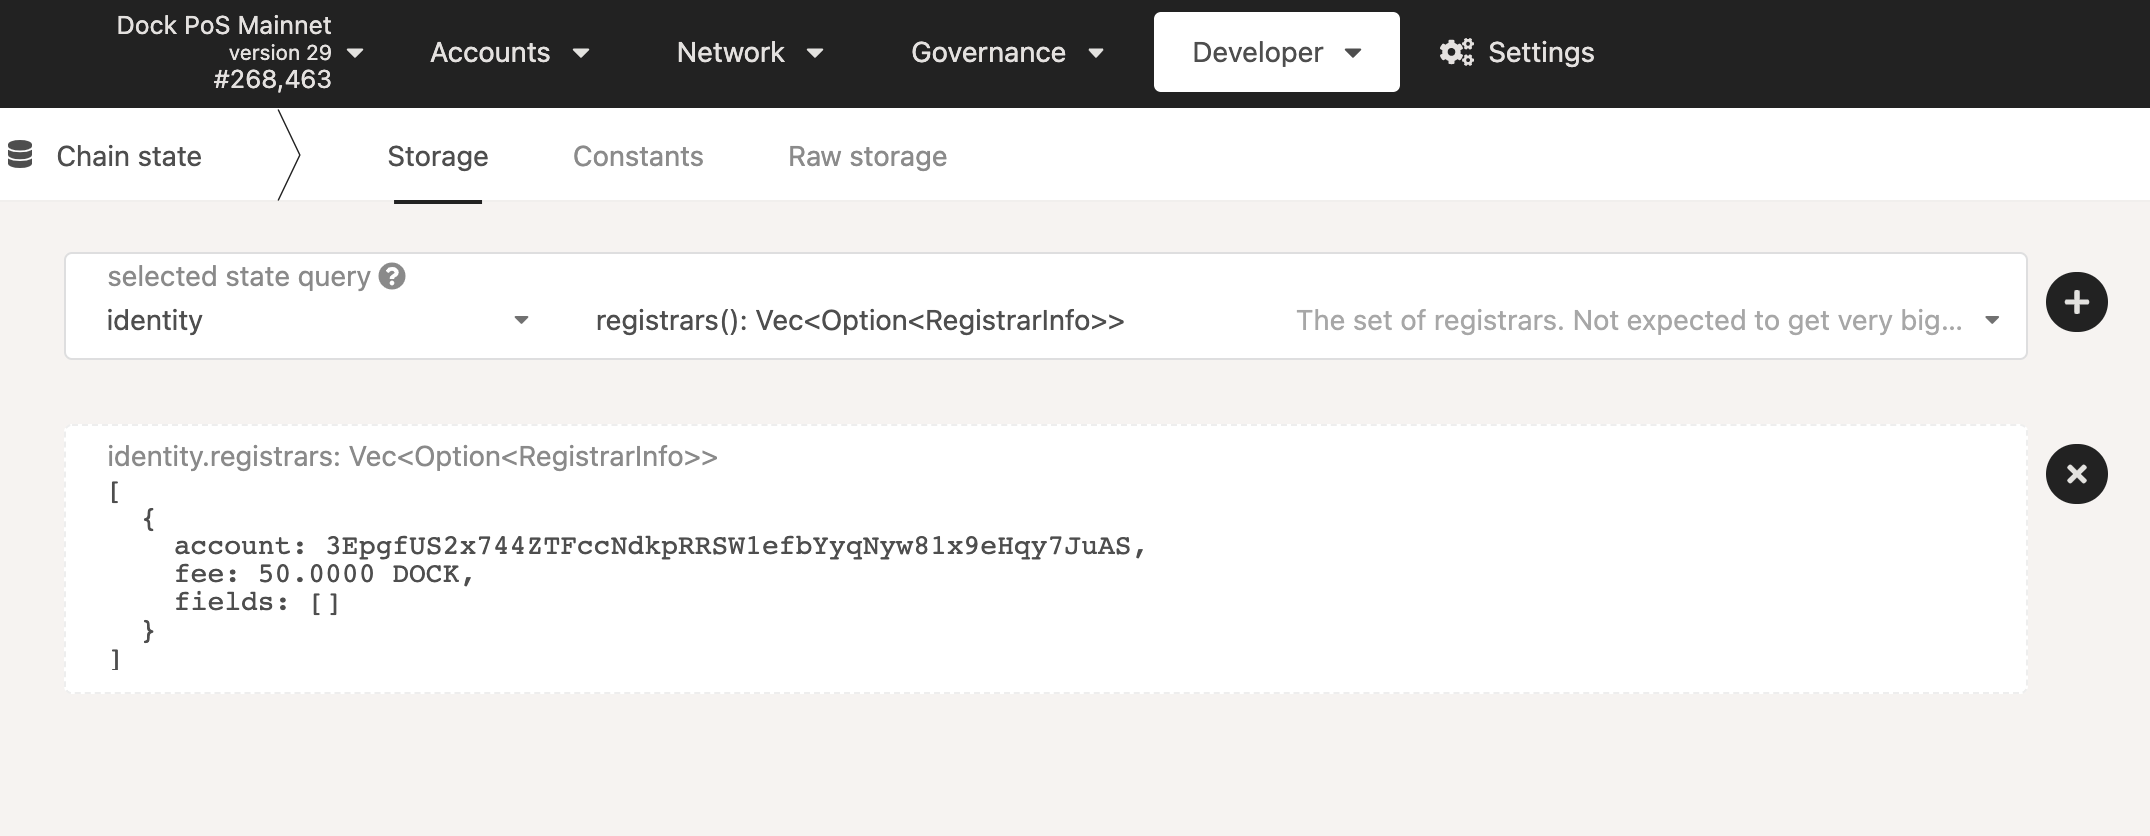 Dock PoS Mainnet
version 29
#268,463
Accounts
Network
Governance
Developer
Settings
Chain state
Storage
Constants
Raw storage
selected state query
identity
registrars(): Vec<Option<RegistrarInfo>>
The set of registrars. Not expected to get very big...
identity.registrars: Vec<Option<RegistrarInfo>>
[
{
account: 3EpgfUS2x744ZTFccNdkpRRSW1efbYyqNyw81x9eHqy7JuAS,
fee: 50.0000 DOCK,
fields: []
}
]